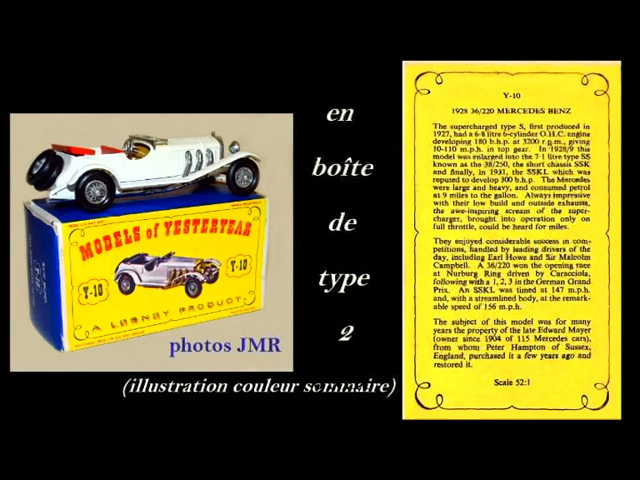 MODELS of YESTERYEAR
Y-10
Y-10
A LESNEY PRODUCT
photos JMR
en
boîte
de
type
2
(illustration couleur sommaire)
Y-10
1928 36/220 MERCEDES BENZ
The supercharged type S, first produced in
1927, had a 6·8 litre 6-cylinder O.H.C. engine
developing 180 b.h.p. at 3200 r.p.m., giving
100-110 m.p.h. in top gear. In 1928/9 this
model was enlarged into the 7·1 litre type SS
known as the 38/250, the short chassis SSK
and finally, in 1931, the SSKL which was
reputed to develop 300 b.h.p. The Mercedes
were large and heavy, and consumed petrol
at 9 miles to the gallon. Always impressive
with their low build and outside exhausts,
the awe-inspiring scream of the super-
charger, brought into operation only on
full throttle, could be heard for miles.
They enjoyed considerable success in com-
petitions, handled by leading drivers of the
day, including Earl Howe and Sir Malcolm
Campbell. A 36/220 won the opening race
at Nurburg Ring driven by Caracciola,
following with a 1, 2, 3 in the German Grand
Prix. An SSKL was timed at 147 m.p.h.
and, with a streamlined body, at the remark-
able speed of 156 m.p.h.
The subject of this model was for many
years the property of the late Edward Mayer
(owner since 1904 of 115 Mercedes cars),
from whom Peter Hampton of Sussex,
England, purchased it a few years ago and
restored it.
Scale 52:1